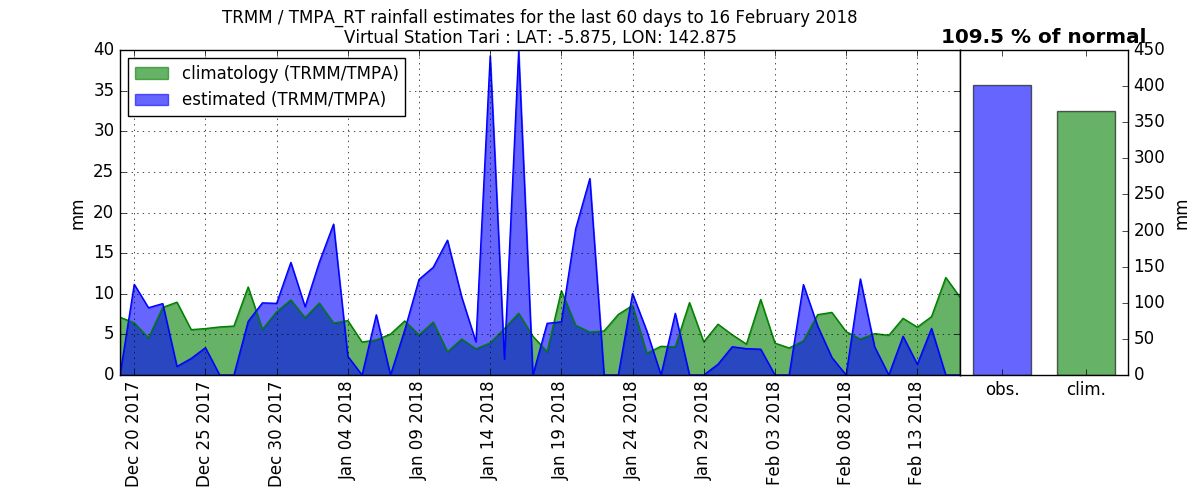 TRMM / TMPA_RT rainfall estimates for the last 60 days to 16 February 2018
Virtual Station Tari : LAT: -5.875, LON: 142.875
109.5 % of normal
climatology (TRMM/TMPA)
estimated (TRMM/TMPA)
40
35
30
25
20
15
10
5
0
mm
Dec 20 2017
Dec 25 2017
Dec 30 2017
Jan 04 2018
Jan 09 2018
Jan 14 2018
Jan 19 2018
Jan 24 2018
Jan 29 2018
Feb 03 2018
Feb 08 2018
Feb 13 2018
450
400
350
300
250
200
150
100
50
0
mm
obs.
clim.